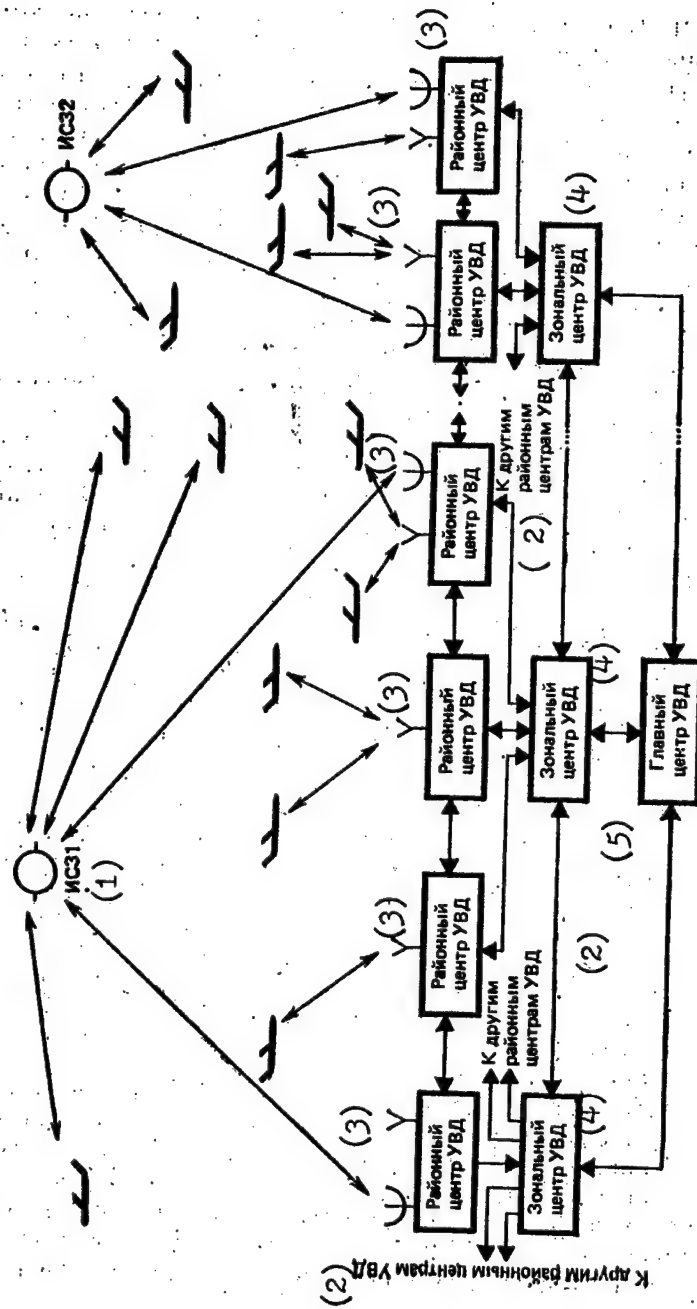 ИСЗ1
(1)
ИСЗ2
(3)
(3)
(3)
(3)
(3)
(3)
Районный
центр УВД
Районный
центр УВД
Районный
центр УВД
Районный
центр УВД
Районный
центр УВД
Районный
центр УВД
К другим районным центрам УВД
(2)
К другим
районным
центрам УВД
(2)
К другим
районным
центрам УВД
(2)
Зональный
центр УВД
(4)
Зональный
центр УВД
(4)
Зональный
центр УВД
(4)
Главный
центр УВД
(5)